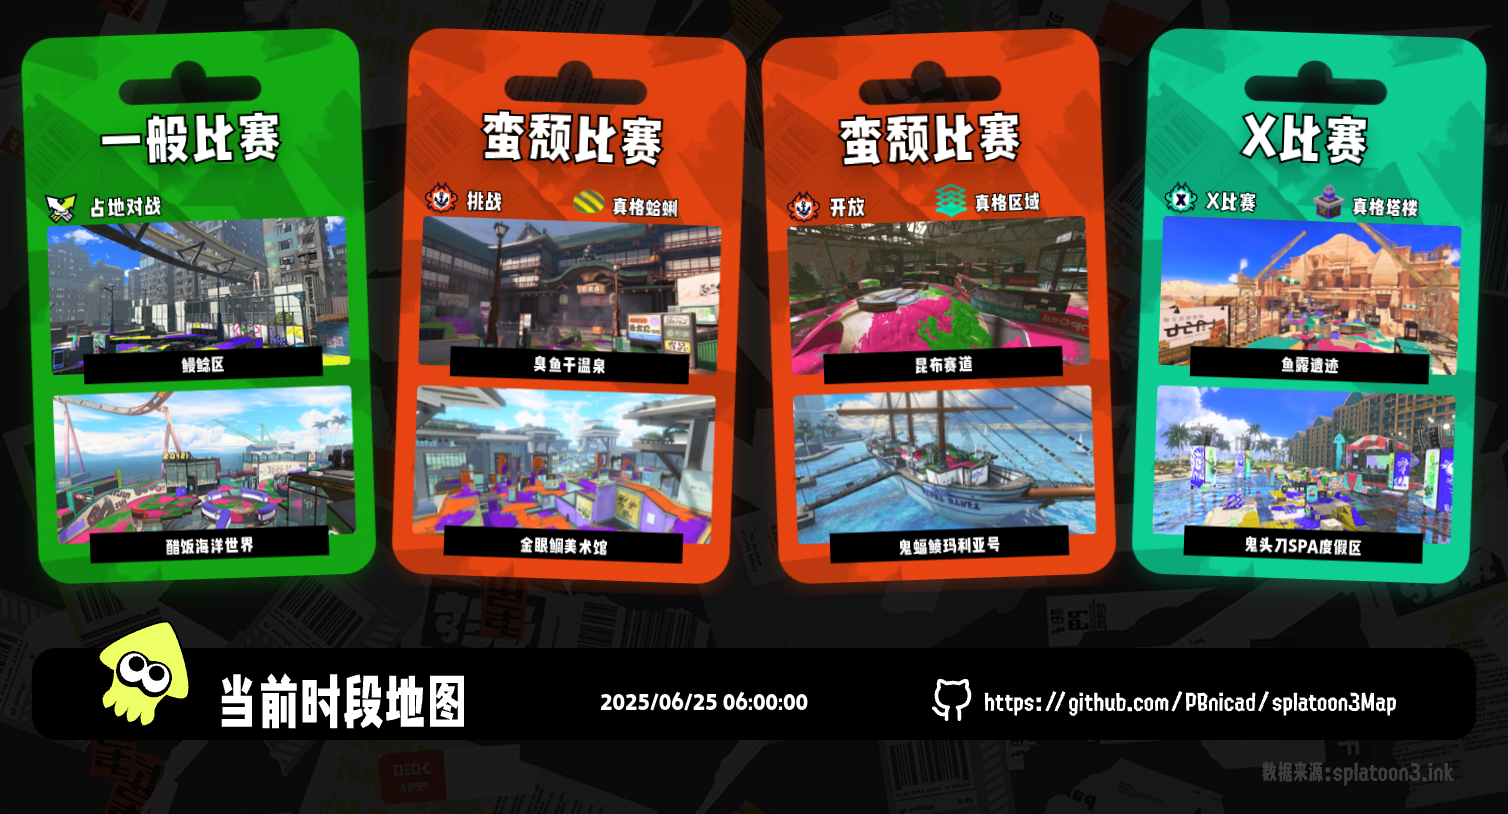 一般比赛
占地对战
鳗鲶区
醋饭海洋世界
蛮颓比赛
挑战
真格蛤蜊
臭鱼干温泉
金眼鲷美术馆
蛮颓比赛
开放
真格区域
昆布赛道
鬼蝠鲼玛利亚号
X比赛
X比赛
真格塔楼
鱼露遗迹
鬼头刀SPA度假区
当前时段地图
2025/06/25 06:00:00
https://github.com/PBnicad/splatoon3Map
数据来源:splatoon3.ink